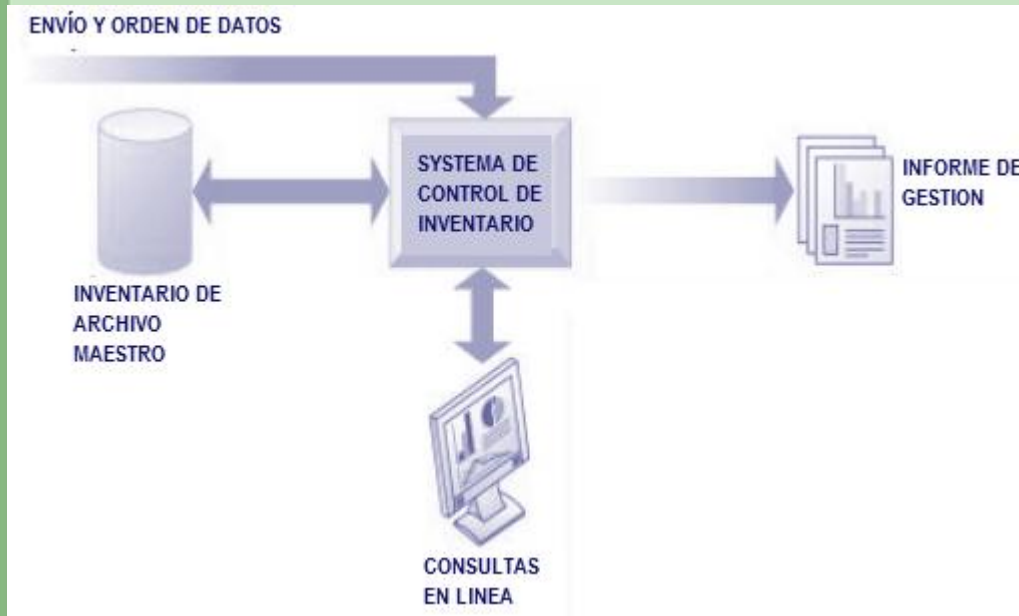 ENVÍO Y ORDEN DE DATOS
SYSTEMA DE
CONTROL DE
INVENTARIO
INFORME DE
GESTION
INVENTARIO DE
ARCHIVO
MAESTRO
CONSULTAS
EN LINEA